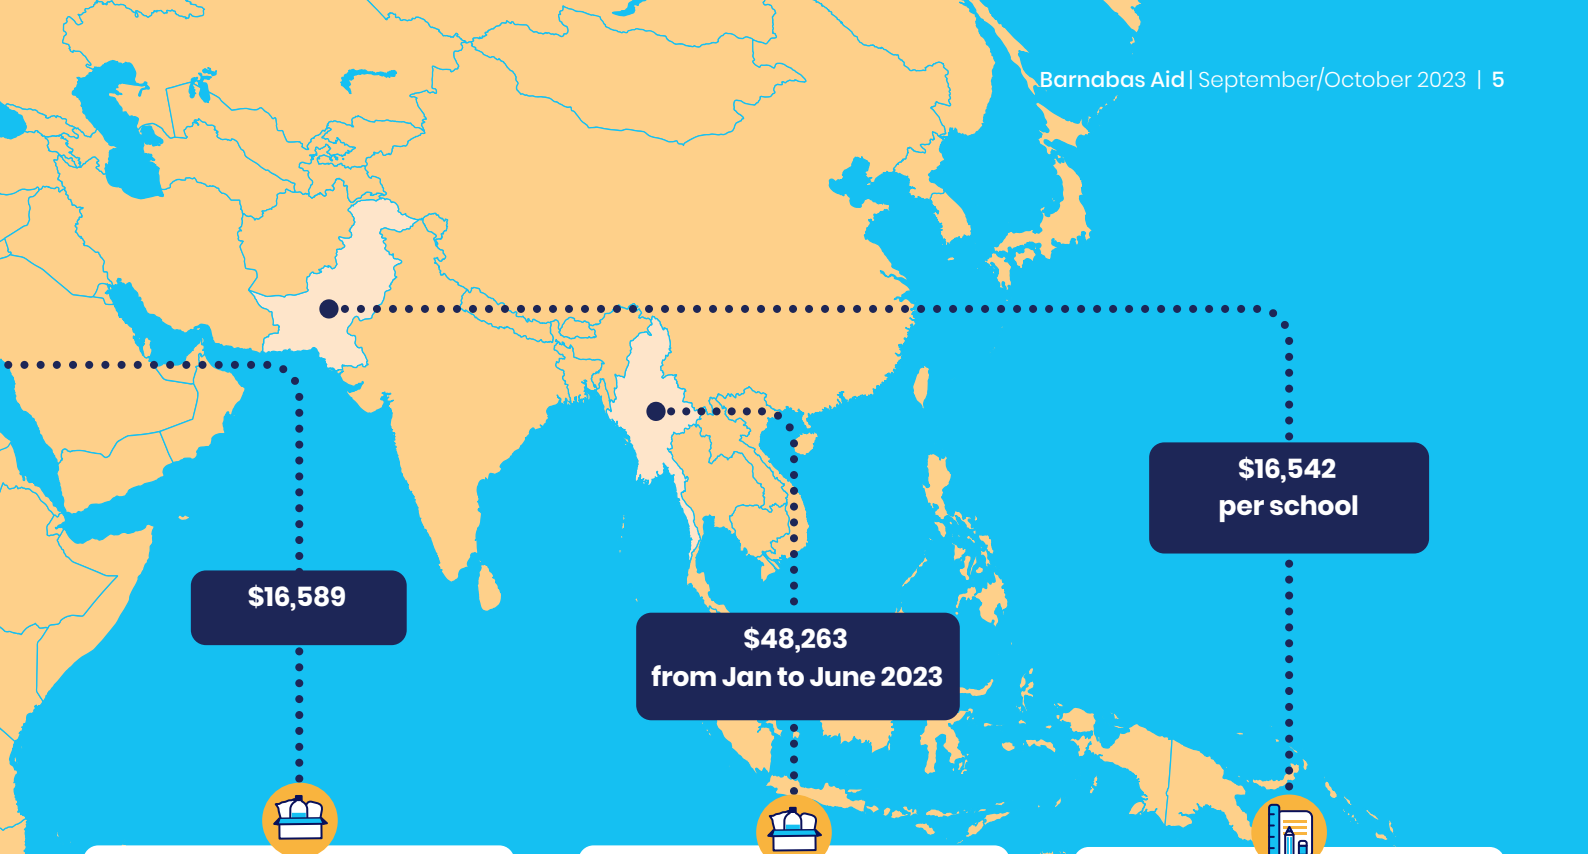 Barnabas Aid | September/October 2023 | 5
$16,542
per school
$16,589
$48,263
from Jan to June 2023